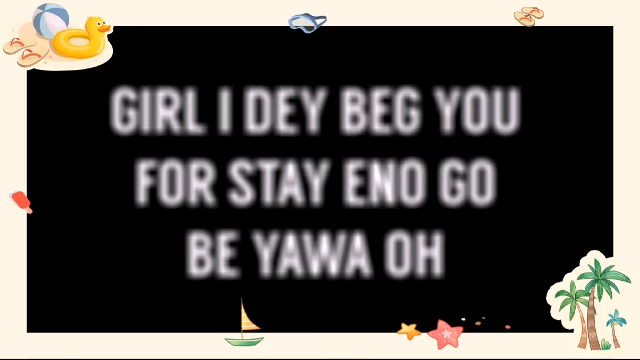 GIRL I DEY BEG YOU
FOR STAY ENO GO
BE YAWA OH